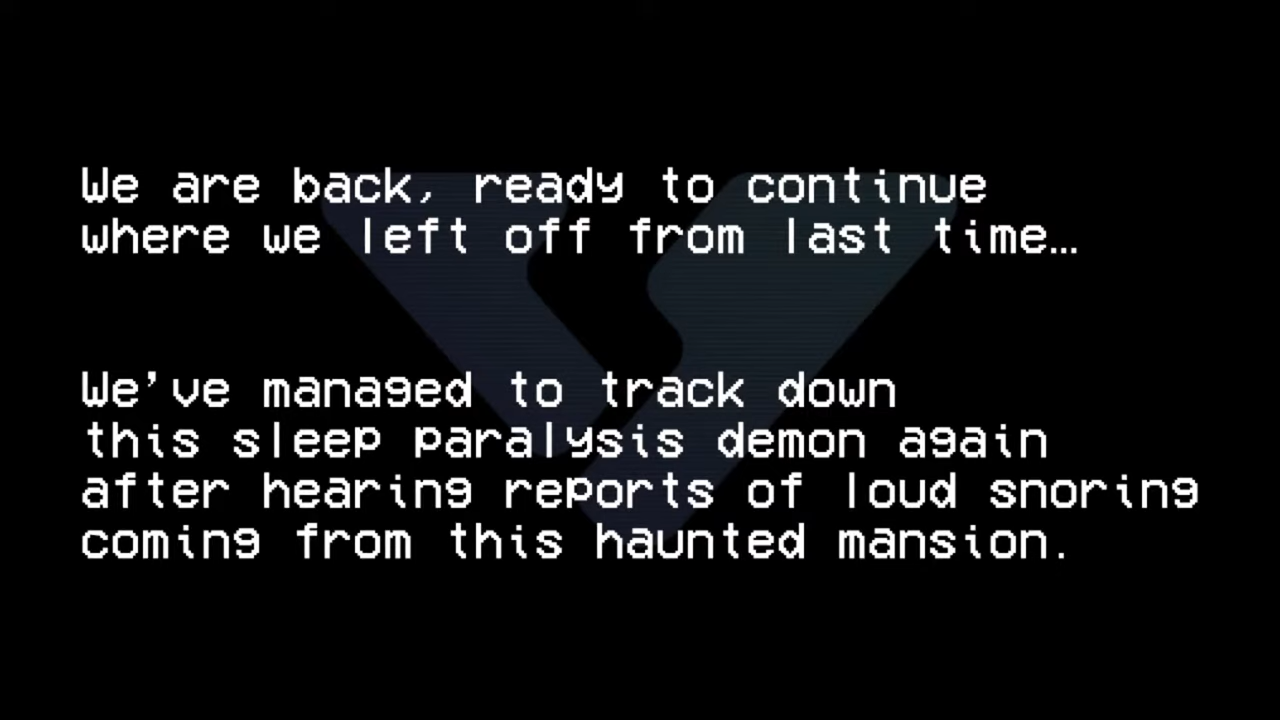 We are back, ready to continue
where we left off from last time…
We've managed to track down
this sleep paralysis demon again
after hearing reports of loud snoring
coming from this haunted mansion.